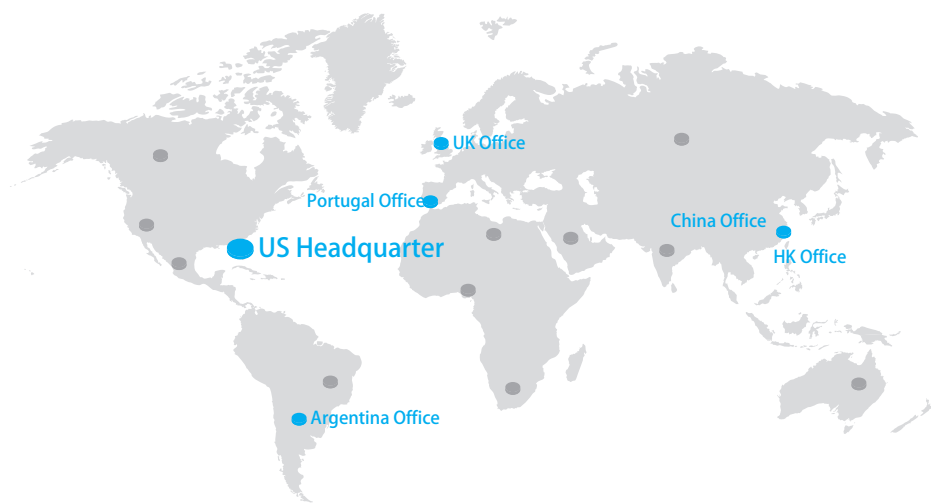 UK Office
Portugal Office
China Office
US Headquarter
HK Office
Argentina Office